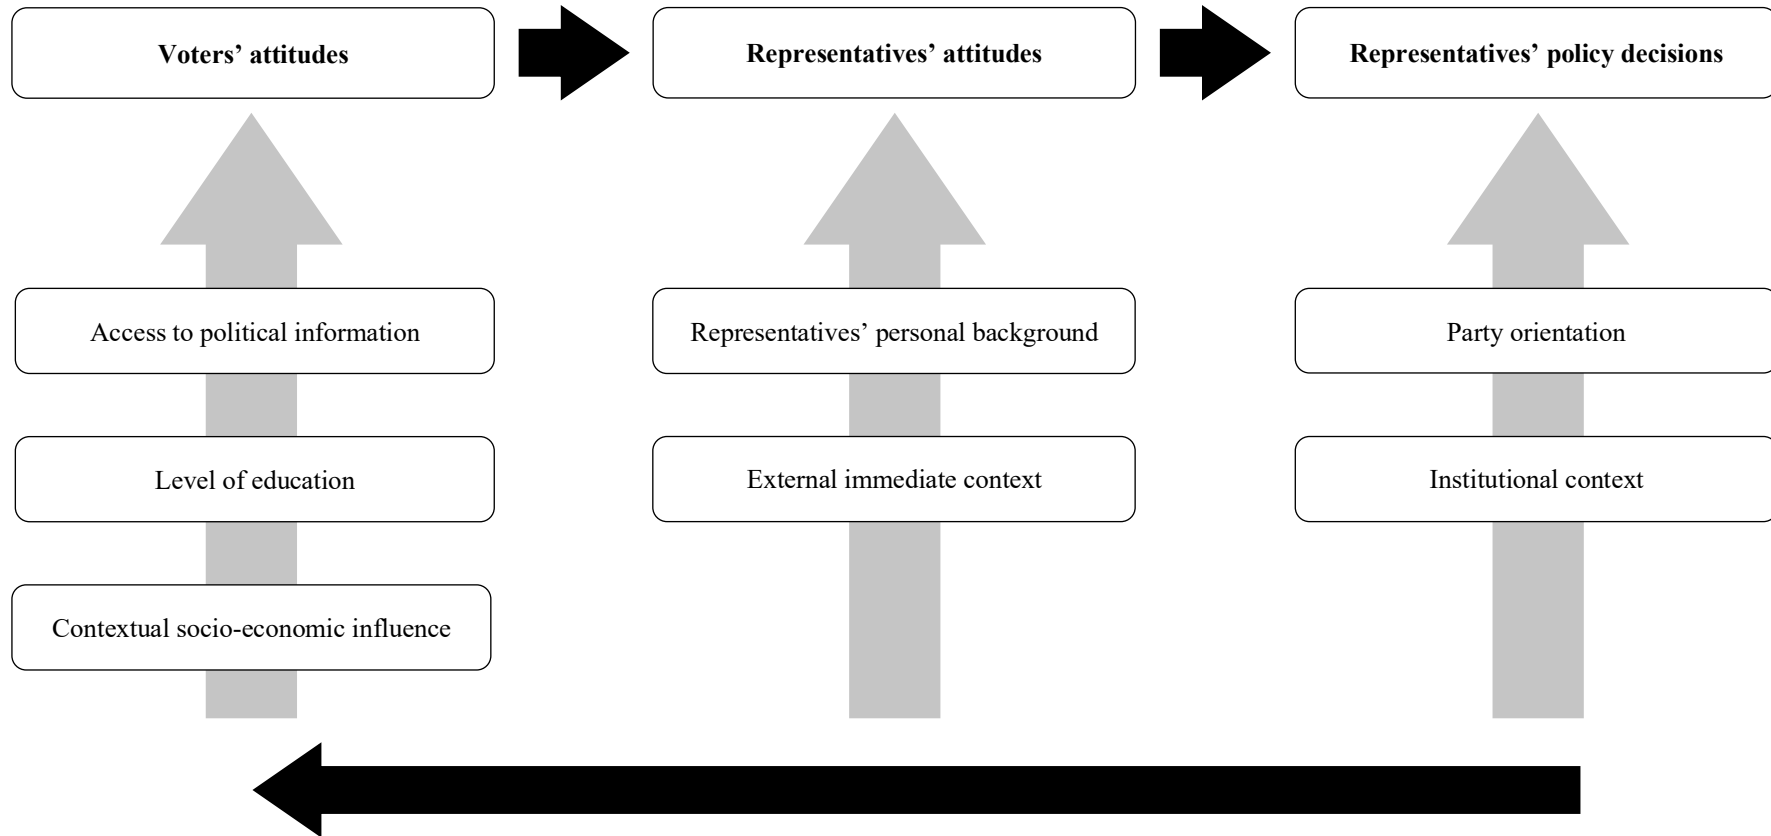 Voters’ attitudes
Representatives’ attitudes
Representatives’ policy decisions
Access to political information
Representatives’ personal background
Party orientation
Level of education
External immediate context
Institutional context
Contextual socio-economic influence